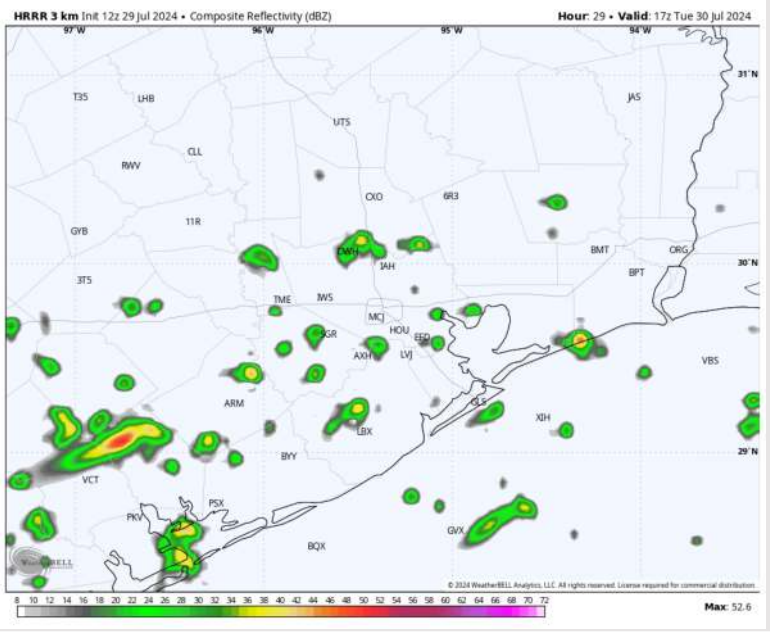 HRRR 3 km Init 12z 29 Jul 2024 • Composite Reflectivity (dBZ) Hour: 29 • Valid: 17z Tue 30 Jul 2024
97°W 96°W 95°W 94°W
31°N
T35 LHB JAS
UTS
CLL
RWV
CXO 6R3
11R
GYB
DWH BMT ORG
IAH 30°N
BPT
3T5
TME IWS
MCJ
HOU
SGR EFD
AXH LVJ
VBS
ARM GLS
XIH
LBX
BYY 29°N
VCT
PSX
PKV
GVX
BQX
WeatherBELL
© 2024 WeatherBELL Analytics, LLC. All rights reserved. License required for commercial distribution.
8 10 12 14 16 18 20 22 24 26 28 30 32 34 36 38 40 42 44 46 48 50 52 54 56 58 60 62 64 66 68 70 72 Max: 52.6